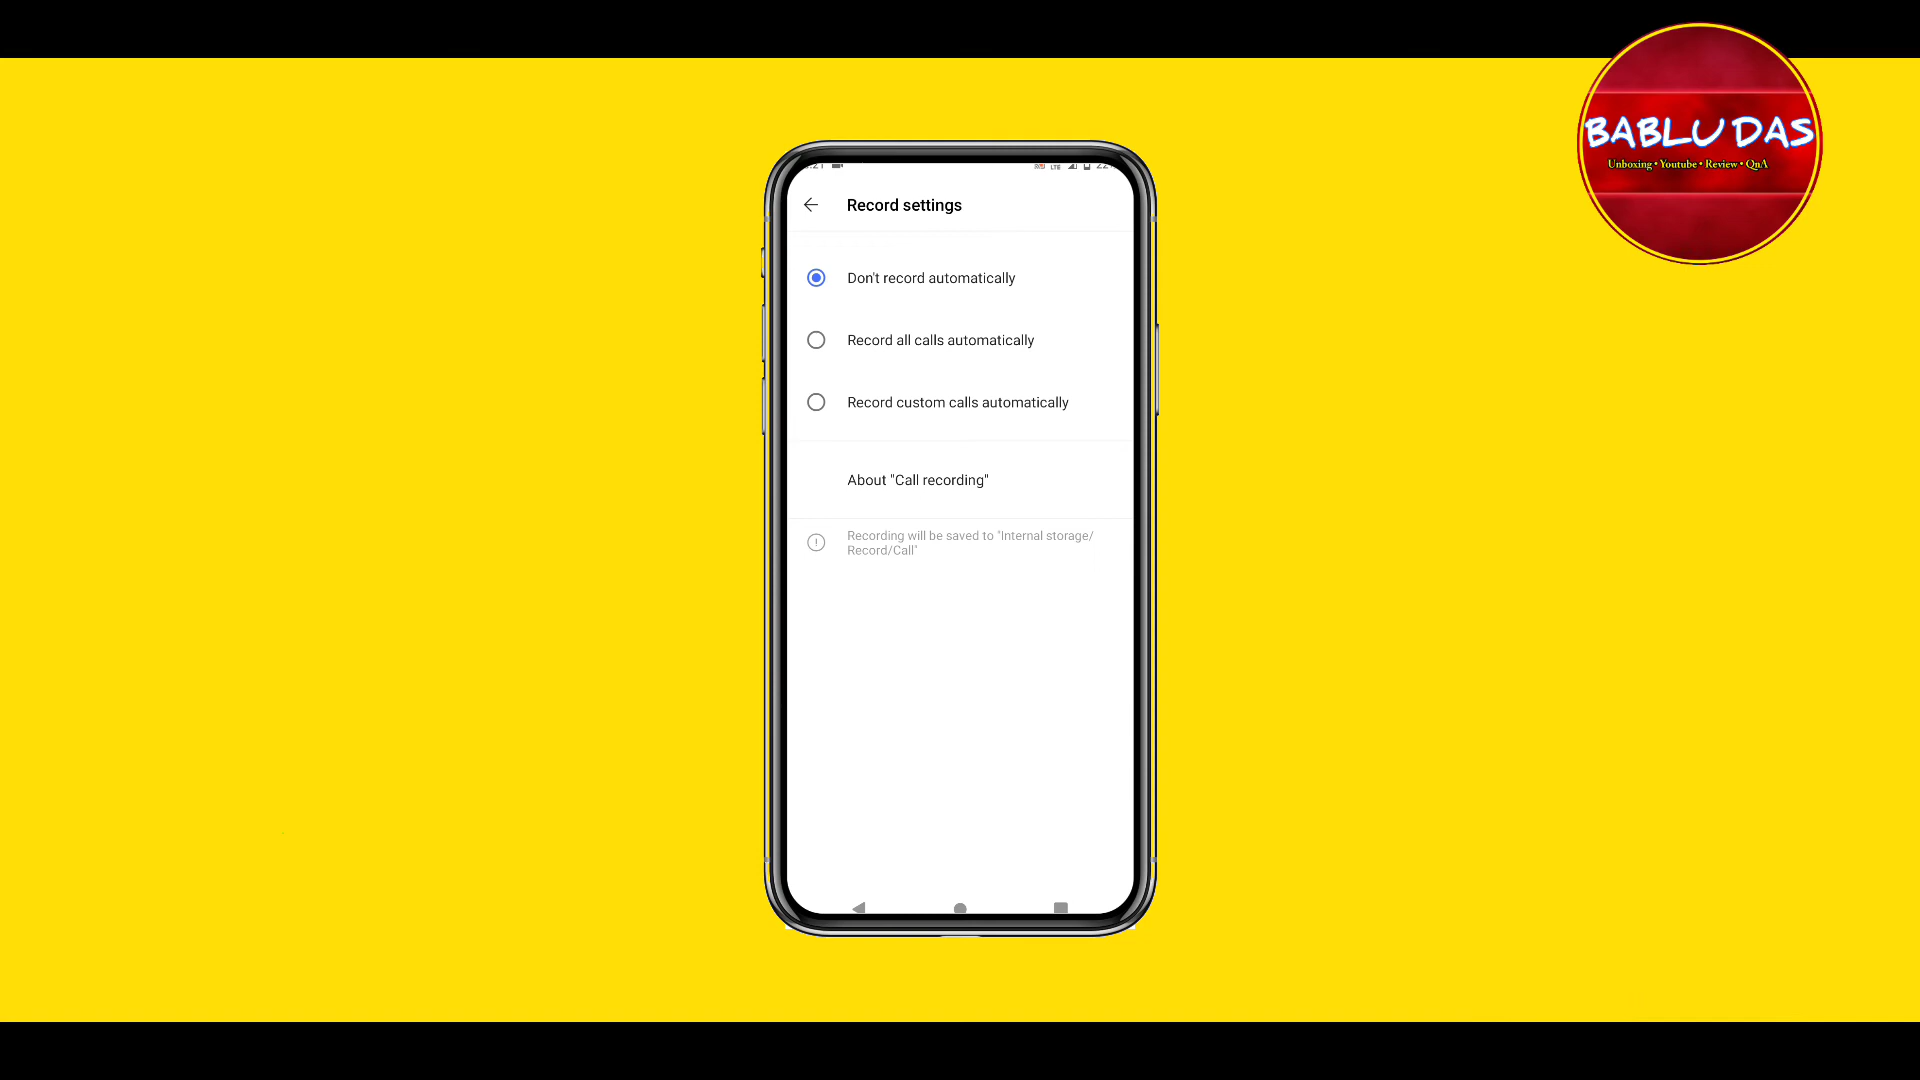 BABLU DAS
Unboxing • Youtube • Review • QnA
Record settings
Don't record automatically
Record all calls automatically
Record custom calls automatically
About "Call recording"
Recording will be saved to "Internal storage/
Record/Call"